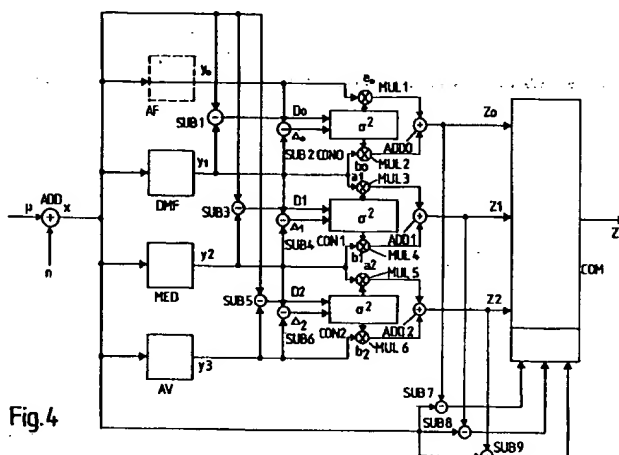 y₀
a₀
MUL1
AF
SUB1
D₀
σ²
Z₀
Δ₀
SUB2
CON0
b₀
ADD0
MUL2
y₁
a1
MUL3
DMF
μ
ADD
x
D1
σ²
Z1
Z
SUB3
Δ₁
SUB4
CON1
b1
ADD1
MUL4
COM
n
y2
a2
MUL5
MED
SUB5
D2
σ²
Z2
Δ₂
SUB6
CON2
b₂
ADD2
MUL6
y3
AV
SUB7
SUB8
SUB9
Fig.4